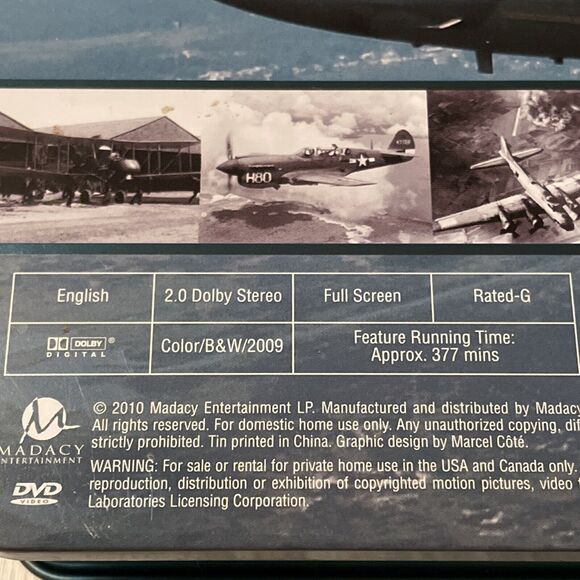 H80
English
2.0 Dolby Stereo
Full Screen
Rated-G
DOLBY®
DIGITAL
Color/B&W/2009
Feature Running Time:
Approx. 377 mins
© 2010 Madacy Entertainment LP. Manufactured and distributed by Madacy
All rights reserved. For domestic home use only. Any unauthorized copying,
strictly prohibited. Tin printed in China. Graphic design by Marcel Côté.
M
MADACY
ENTERTAINMENT
WARNING: For sale or rental for private home use in the USA and Canada only.
reproduction, distribution or exhibition of copyrighted motion pictures, video
Laboratories Licensing Corporation.
DVD
VIDEO